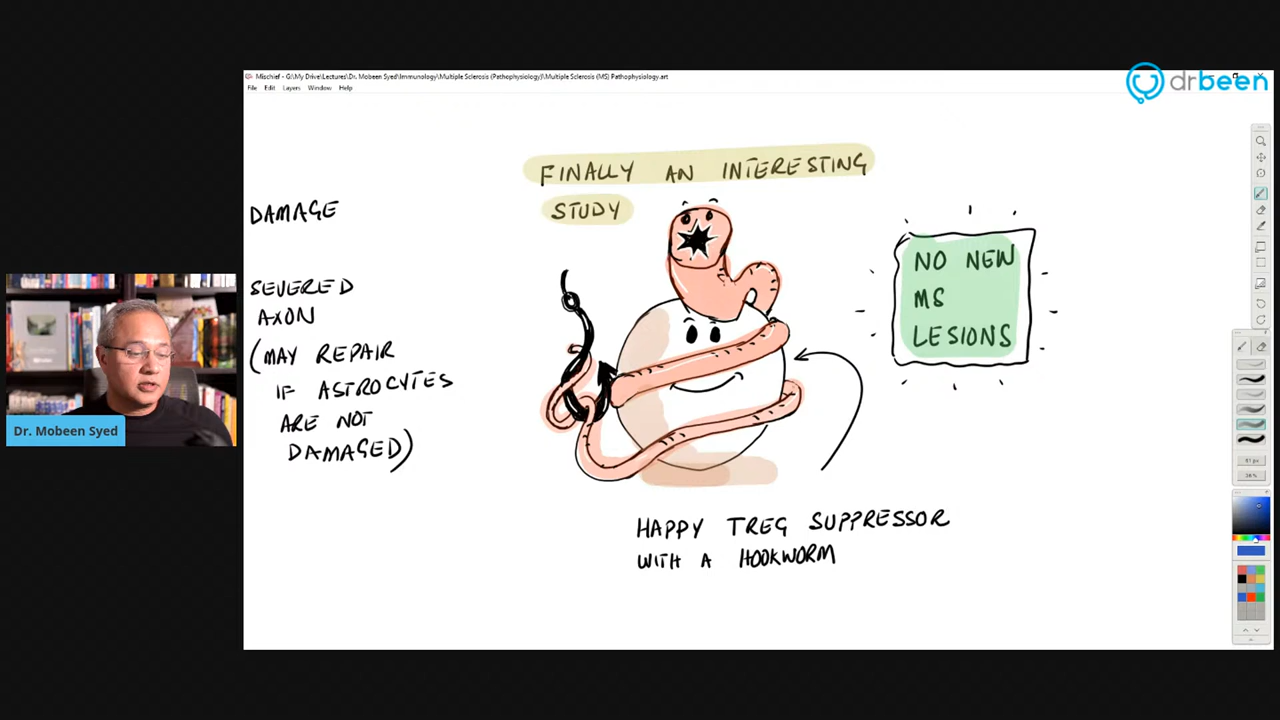 drbeen
Mischief - G:\My Drive\Lectures\Dr. Mobeen Syed\Immunology\Multiple Sclerosis (Pathophysiology)\Multiple Sclerosis (MS) Pathophysiology.art
File Edit Layers Window Help
FINALLY AN INTERESTING
STUDY
DAMAGE
SEVERED
AXON
(MAY REPAIR
IF ASTROCYTES
ARE NOT
DAMAGED)
NO NEW
MS
LESIONS
HAPPY TREG SUPPRESSOR
WITH A HOOKWORM
Dr. Mobeen Syed